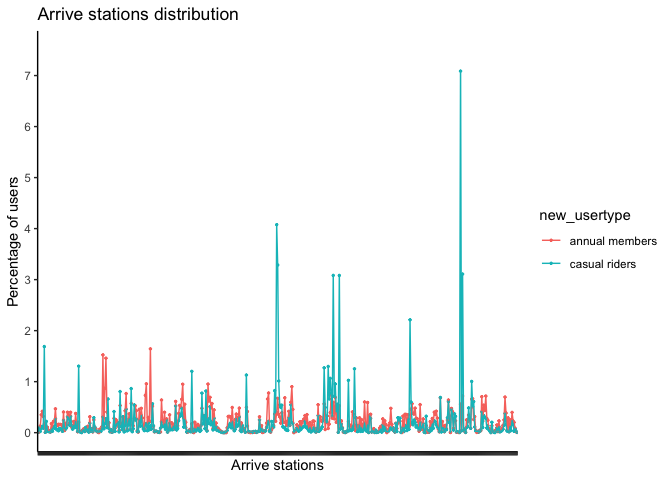 Arrive stations distribution
7
6
5
4
3
2
1
0
Percentage of users
Arrive stations
new_usertype
annual members
casual riders